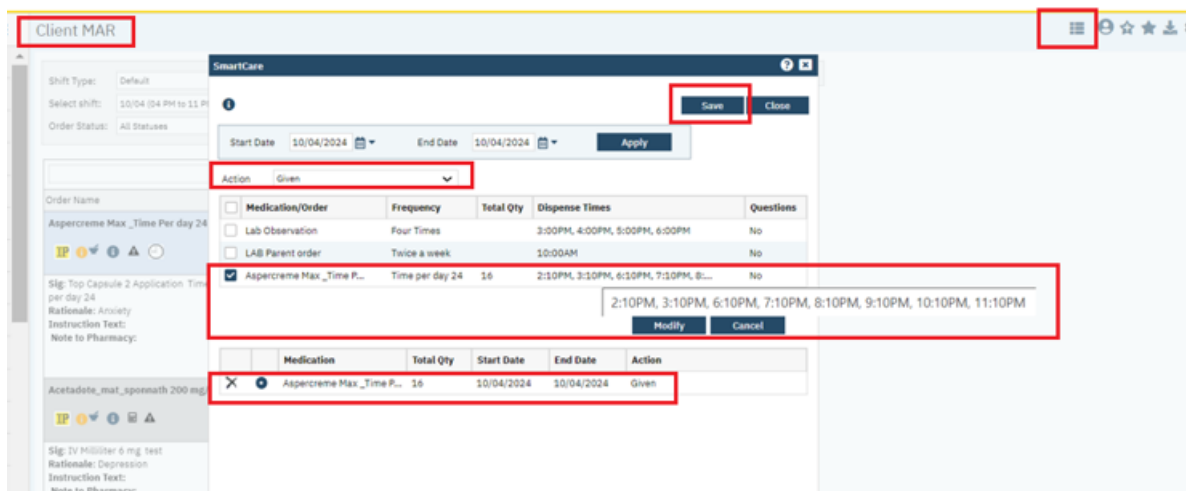 Client MAR
SmartCare
Shift Type: Default
Select shift: 10/04 (04 PM to 11 P
Order Status: All Statuses
Save Close
Start Date 10/04/2024 End Date 10/04/2024 Apply
Action Given
Order Name
Medication/Order Frequency Total Qty Dispense Times Questions
Lab Observation Four Times 3:00PM, 4:00PM, 5:00PM, 6:00PM No
LAB Parent order Twice a week 10:00AM No
Aspercreme Max _Time P... Time per day 24 16 2:10PM, 3:10PM, 6:10PM, 7:10PM, 8:... No
2:10PM, 3:10PM, 6:10PM, 7:10PM, 8:10PM, 9:10PM, 10:10PM, 11:10PM
Modify Cancel
Aspercreme Max _Time Per day 24
IP
Sig: Top Capsule 2 Application Time
per day 24
Rationale: Anxiety
Instruction Text:
Note to Pharmacy:
Medication Total Qty Start Date End Date Action
Aspercreme Max _Time P... 16 10/04/2024 10/04/2024 Given
Acetadote_mat_sponnath 200 mg/
IP
Sig: IV Milliliter 6 mg test
Rationale: Depression
Instruction Text:
Note to Pharmacy: